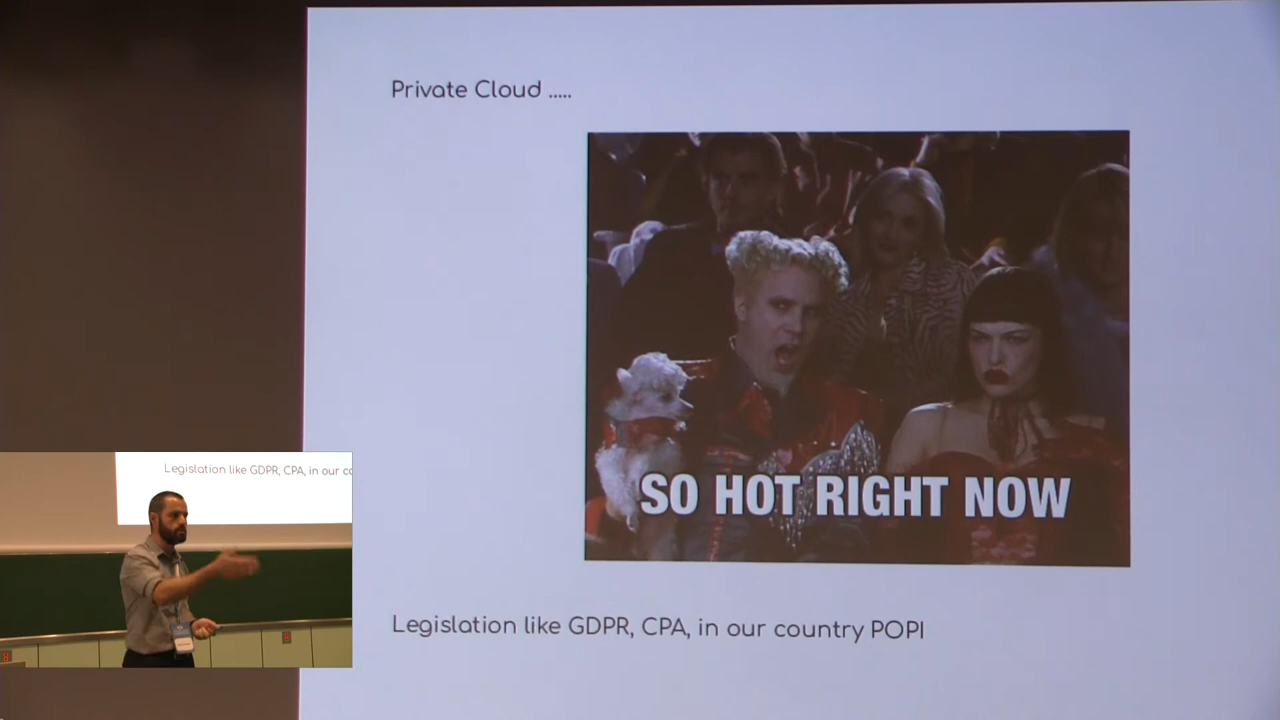 Private Cloud .....
SO HOT RIGHT NOW
Legislation like GDPR, CPA, in our country POPI
Legislation like GDPR, CPA, in our co